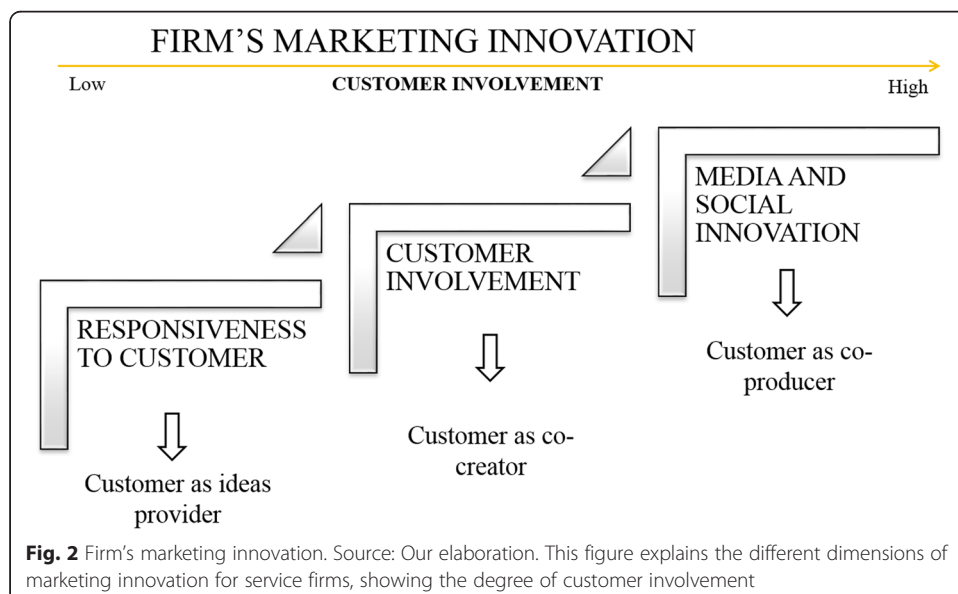 FIRM'S MARKETING INNOVATION
Low
CUSTOMER INVOLVEMENT
High
RESPONSIVENESS
TO CUSTOMER
Customer as ideas
provider
CUSTOMER
INVOLVEMENT
Customer as co-
creator
MEDIA AND
SOCIAL
INNOVATION
Customer as co-
producer
Fig. 2 Firm's marketing innovation. Source: Our elaboration. This figure explains the different dimensions of
marketing innovation for service firms, showing the degree of customer involvement